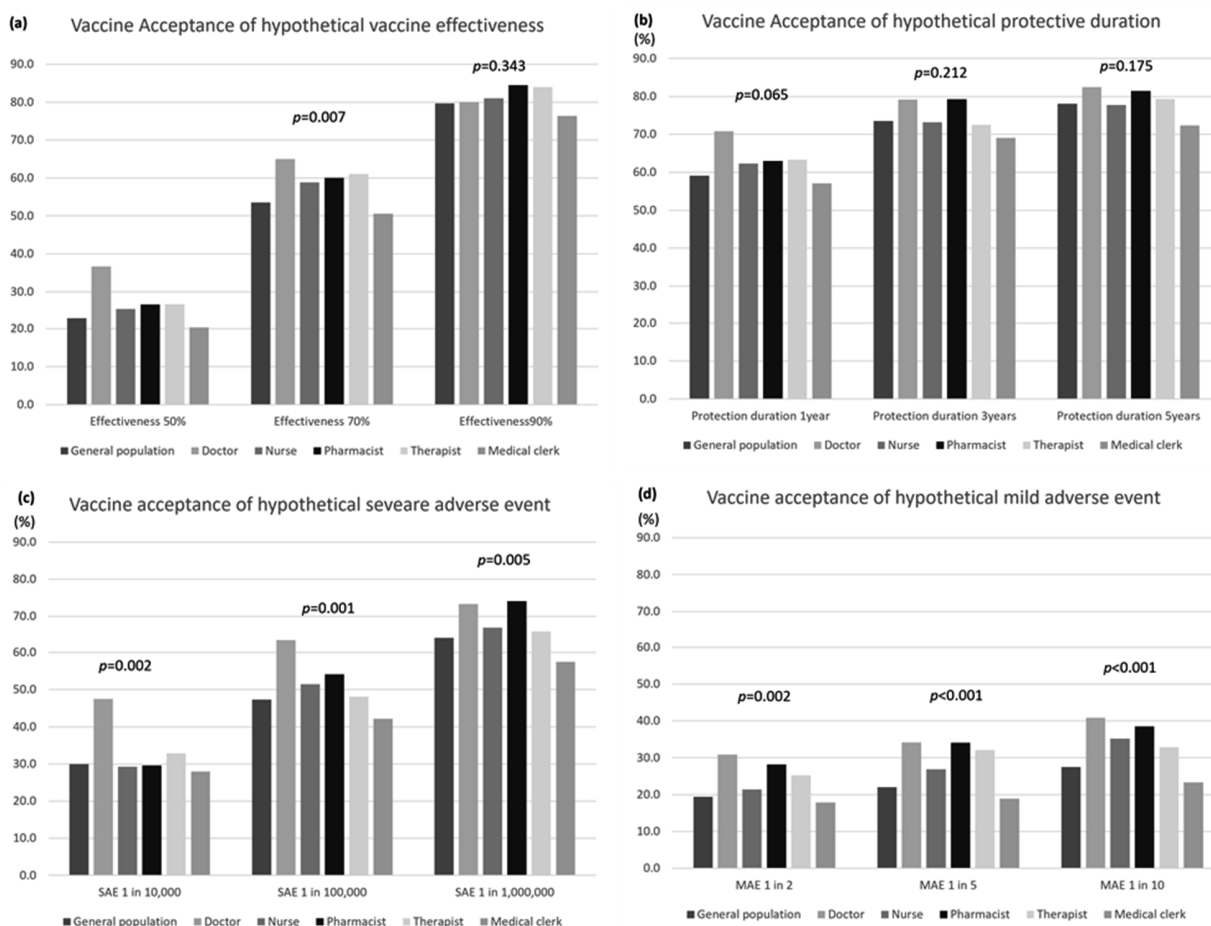 (a) Vaccine Acceptance of hypothetical vaccine effectiveness
90.0
80.0
70.0
60.0
50.0
40.0
30.0
20.0
10.0
0.0
p=0.007
p=0.343
Effectiveness 50% Effectiveness 70% Effectiveness90%
General population Doctor Nurse Pharmacist Therapist Medical clerk
(b) Vaccine Acceptance of hypothetical protective duration
(%)
90.0
80.0
70.0
60.0
50.0
40.0
30.0
20.0
10.0
0.0
p=0.065
p=0.212
p=0.175
Protection duration 1year Protection duration 3years Protection duration 5years
General population Doctor Nurse Pharmacist Therapist Medical clerk
(c) Vaccine acceptance of hypothetical seveare adverse event
(%)
90.0
80.0
70.0
60.0
50.0
40.0
30.0
20.0
10.0
0.0
p=0.002
p=0.001
p=0.005
SAE 1 in 10,000 SAE 1 in 100,000 SAE 1 in 1,000,000
General population Doctor Nurse Pharmacist Therapist Medical clerk
(d) Vaccine acceptance of hypothetical mild adverse event
(%)
90.0
80.0
70.0
60.0
50.0
40.0
30.0
20.0
10.0
0.0
p=0.002
p<0.001
p<0.001
MAE 1 in 2 MAE 1 in 5 MAE 1 in 10
General population Doctor Nurse Pharmacist Therapist Medical clerk